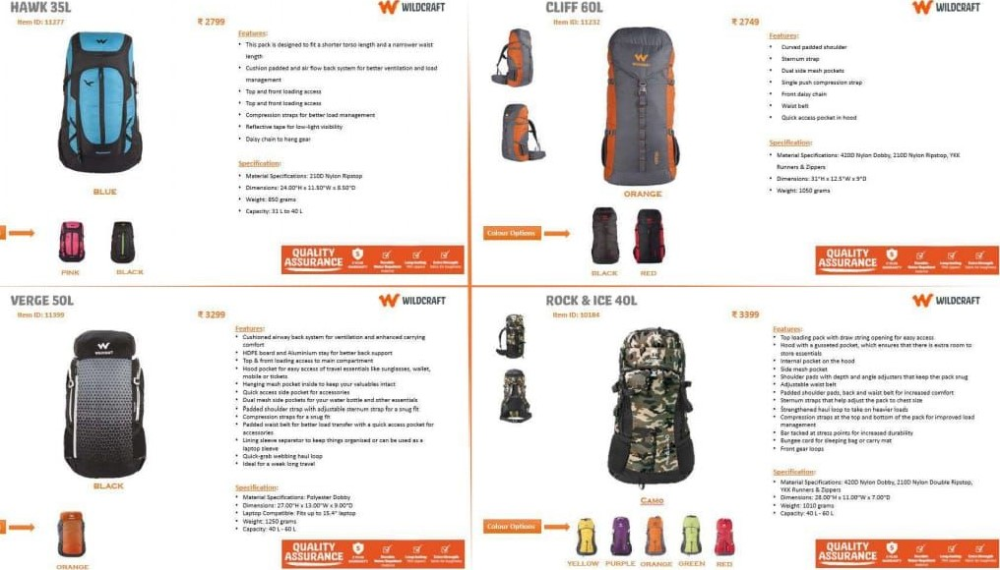 HAWK 35L
Item ID: 11277
₹ 2799
WILDCRAFT
Features:
This pack is designed to fit a shorter torso length and a narrower waist
length
Cushion padded and air flow back system for better ventilation and load
management
Top and front loading access
Top and front loading access
Compression straps for better load management
Reflective tape for low-light visibility
Daisy chain to hang gear
Specification:
Material Specifications: 210D Nylon Ripstop
Dimensions: 24.00"H x 11.50"W x 8.50"D
Weight: 850 grams
Capacity: 31 L to 40 L
BLUE
PINK
BLACK
QUALITY
ASSURANCE
CLIFF 60L
Item ID: 11232
₹ 2749
WILDCRAFT
Features:
Curved padded shoulder
Sternum strap
Dual side mesh pockets
Single push compression strap
Front daisy chain
Waist belt
Quick access pocket in hood
Specification:
Material Specifications: 420D Nylon Dobby, 210D Nylon Ripstop, YKK
Runners & Zippers
Dimensions: 31"H x 12.5"W x 9"D
Weight: 1050 grams
ORANGE
Colour Options
BLACK
RED
QUALITY
ASSURANCE
VERGE 50L
Item ID: 11399
₹ 3299
WILDCRAFT
Features:
Cushioned airway back system for ventilation and enhanced carrying
comfort
HDPE board and Aluminium stay for better back support
Top & front loading access to main compartment
Hood pocket for easy access of travel essentials like sunglasses, wallet,
mobile or tickets
Hanging mesh pocket inside to keep your valuables intact
Quick access side pocket for accessories
Dual mesh side pockets for your water bottle and other essentials
Padded shoulder strap with adjustable sternum strap for a snug fit
Compression straps for a snug fit
Padded waist belt for better load transfer with a quick access pocket for
accessories
Lining sleeve separator to keep things organised or can be used as a
laptop sleeve
Quick-grab webbing haul loop
Ideal for a week long travel
Specification:
Material Specifications: Polyester Dobby
Dimensions: 27.00"H x 13.00"W x 9.00"D
Laptop Compatible: Fits up to 15.4" laptop
Weight: 1250 grams
Capacity: 40 L - 60 L
BLACK
ORANGE
QUALITY
ASSURANCE
ROCK & ICE 40L
Item ID: 10184
₹ 3399
WILDCRAFT
Features:
Top loading pack with draw string opening for easy access
Hood with a gusseted pocket, which ensures that there is extra room to
store essentials
Internal pocket on the hood
Side mesh pocket
Shoulder pads with depth and angle adjusters that keep the pack snug
Adjustable waist belt
Padded shoulder pads, back and waist belt for increased comfort
Sternum straps that help adjust the pack to chest size
Strengthened haul loop to take on heavier loads
Compression straps at the top and bottom of the pack for improved load
management
Bar tacked at stress points for increased durability
Bungee cord for sleeping bag or carry mat
Front gear loops
Specification:
Material Specifications: 420D Nylon Dobby, 210D Nylon Double Ripstop,
YKK Runners & Zippers
Dimensions: 28.00"H x 11.00"W x 7.00"D
Weight: 1010 grams
Capacity: 40 L - 60 L
CAMO
Colour Options
YELLOW
PURPLE
ORANGE
GREEN
RED
QUALITY
ASSURANCE